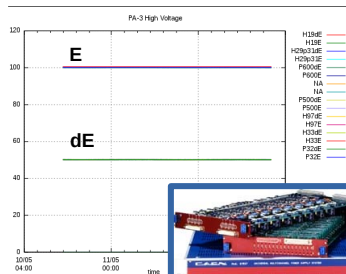 PA-3 High Voltage
120
100
80
60
40
20
0
E
dE
10/05
04:00
11/05
00:00
time
H19dE
H19E
H29p31dE
H29p31E
P600dE
P600E
NA
NA
P500dE
P500E
H97dE
H97E
H33dE
H33E
P32dE
P32E